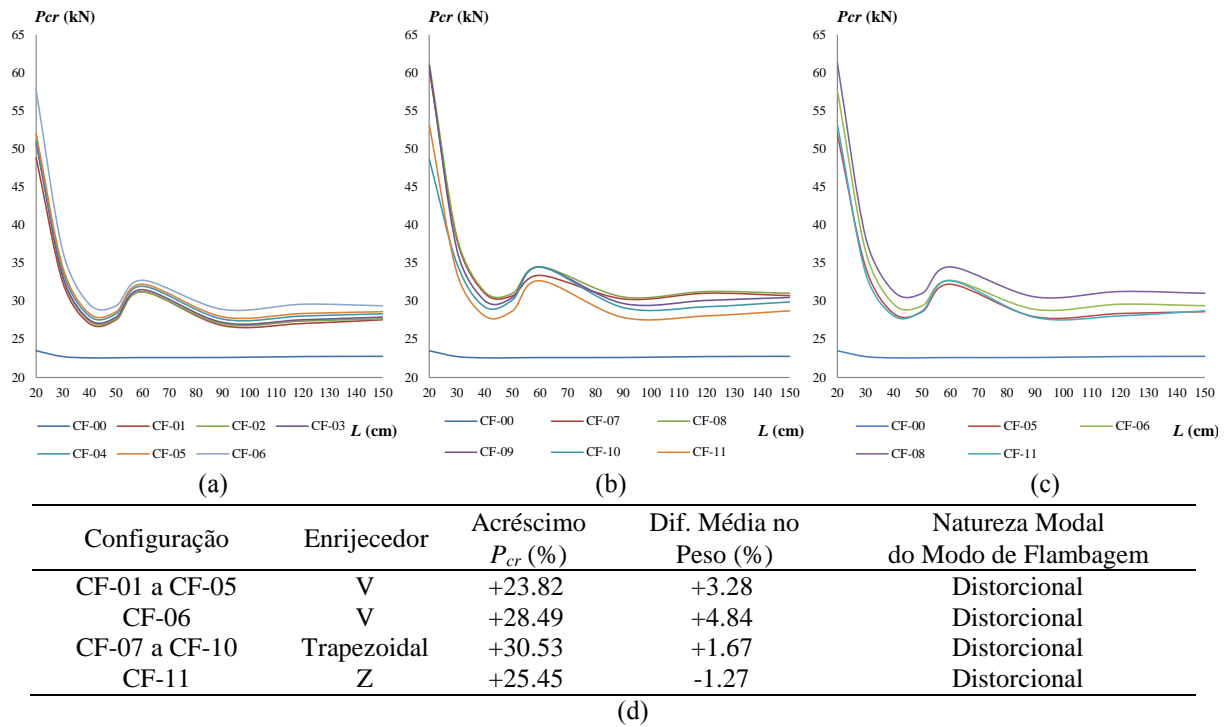 Pcr (kN)
65
60
55
50
45
40
35
30
25
20
20 30 40 50 60 70 80 90 100 110 120 130 140 150
CF-00 CF-01 CF-02 CF-03 L (cm)
CF-04 CF-05 CF-06
(a)
Pcr (kN)
65
60
55
50
45
40
35
30
25
20
20 30 40 50 60 70 80 90 100 110 120 130 140 150
CF-00 CF-07 CF-08 L (cm)
CF-09 CF-10 CF-11
(b)
Pcr (kN)
65
60
55
50
45
40
35
30
25
20
20 30 40 50 60 70 80 90 100 110 120 130 140 150
CF-00 CF-05 CF-06 L (cm)
CF-08 CF-11
(c)
Configuração Enrijecedor Acréscimo Pcr (%) Dif. Média no Peso (%) Natureza Modal do Modo de Flambagem
CF-01 a CF-05 V +23.82 +3.28 Distorcional
CF-06 V +28.49 +4.84 Distorcional
CF-07 a CF-10 Trapezoidal +30.53 +1.67 Distorcional
CF-11 Z +25.45 -1.27 Distorcional
(d)